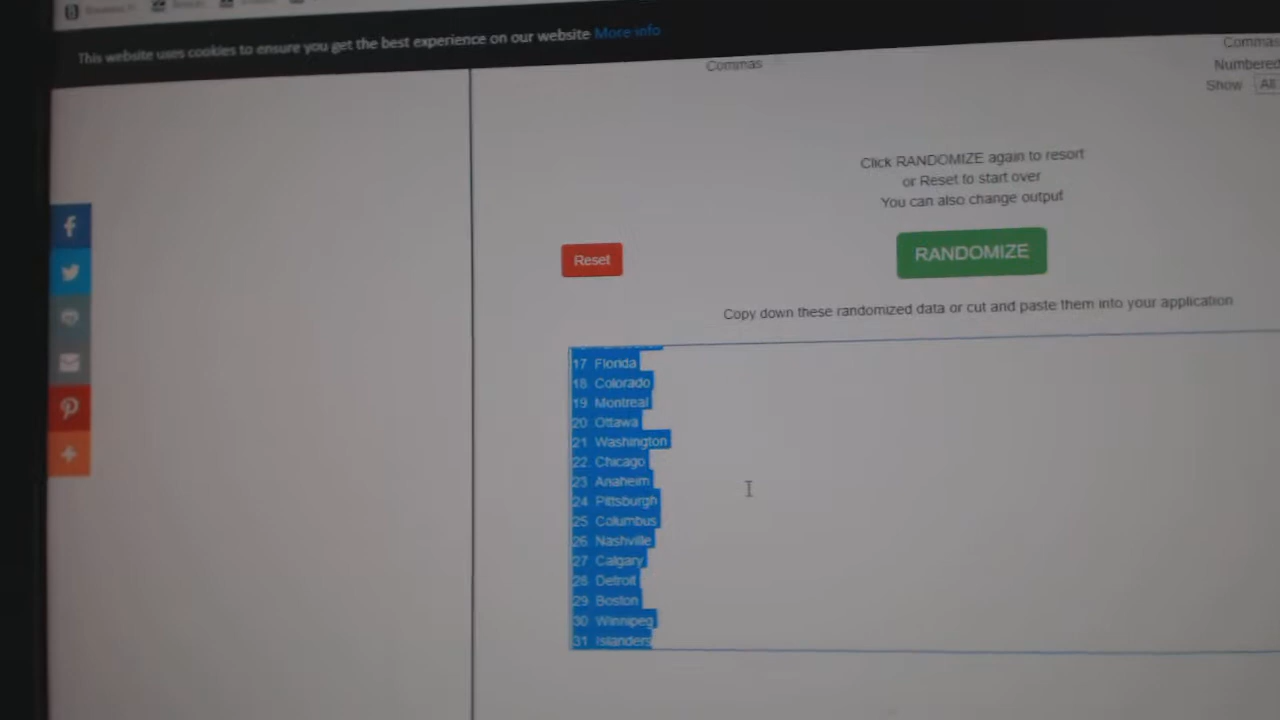 This website uses cookies to ensure you get the best experience on our website More info
Commas
Commas
Numbered
Show All
Click RANDOMIZE again to resort
or Reset to start over
You can also change output
Reset
RANDOMIZE
Copy down these randomized data or cut and paste them into your application
17 Florida
18 Colorado
19 Montreal
20 Ottawa
21 Washington
22. Chicago
23 Anaheim
24 Pittsburgh
25 Columbus
26 Nashville
27 Calgary
28 Detroit
29 Boston
30 Winnipeg
31 Islanders